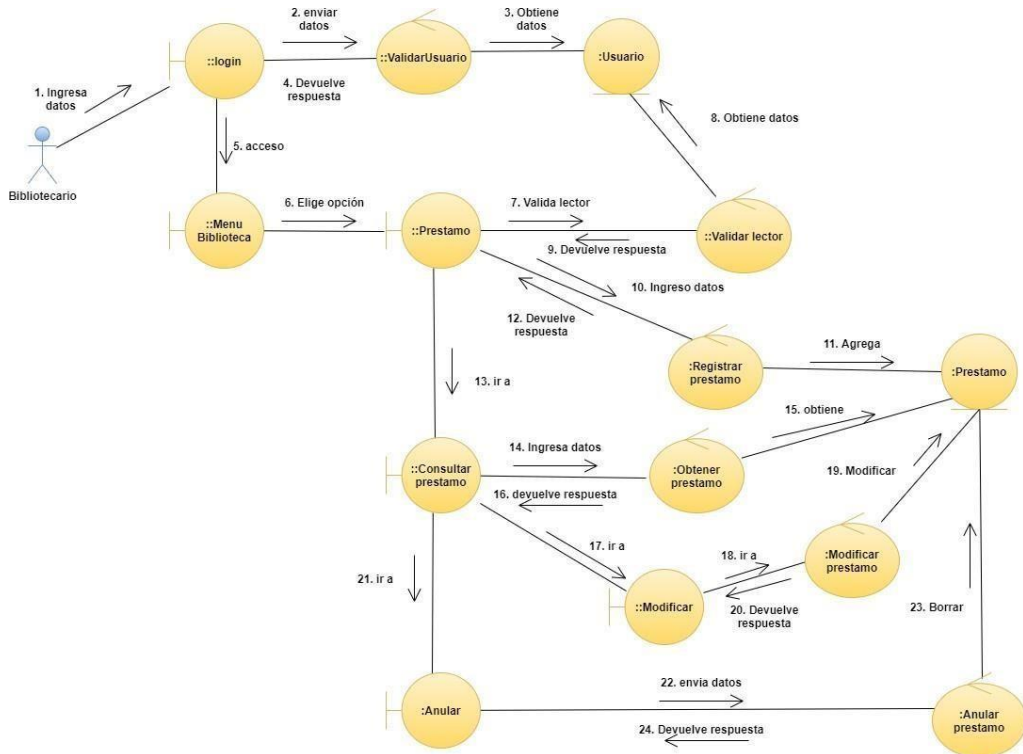 2. enviar
datos
3. Obtiene
datos
::login
::ValidarUsuario
:Usuario
1. Ingresa
datos
4. Devuelve
respuesta
8. Obtiene datos
5. acceso
Bibliotecario
6. Elige opción
7. Valida lector
::Menu
Biblioteca
::Prestamo
::Validar lector
9. Devuelve respuesta
10. Ingreso datos
12. Devuelve
respuesta
11. Agrega
:Registrar
prestamo
:Prestamo
13. ir a
15. obtiene
14. Ingresa datos
::Consultar
prestamo
:Obtener
prestamo
19. Modificar
16. devuelve respuesta
17. ir a
18. ir a
:Modificar
prestamo
21. ir a
::Modificar
20. Devuelve
respuesta
23. Borrar
22. envia datos
:Anular
:Anular
prestamo
24. Devuelve respuesta